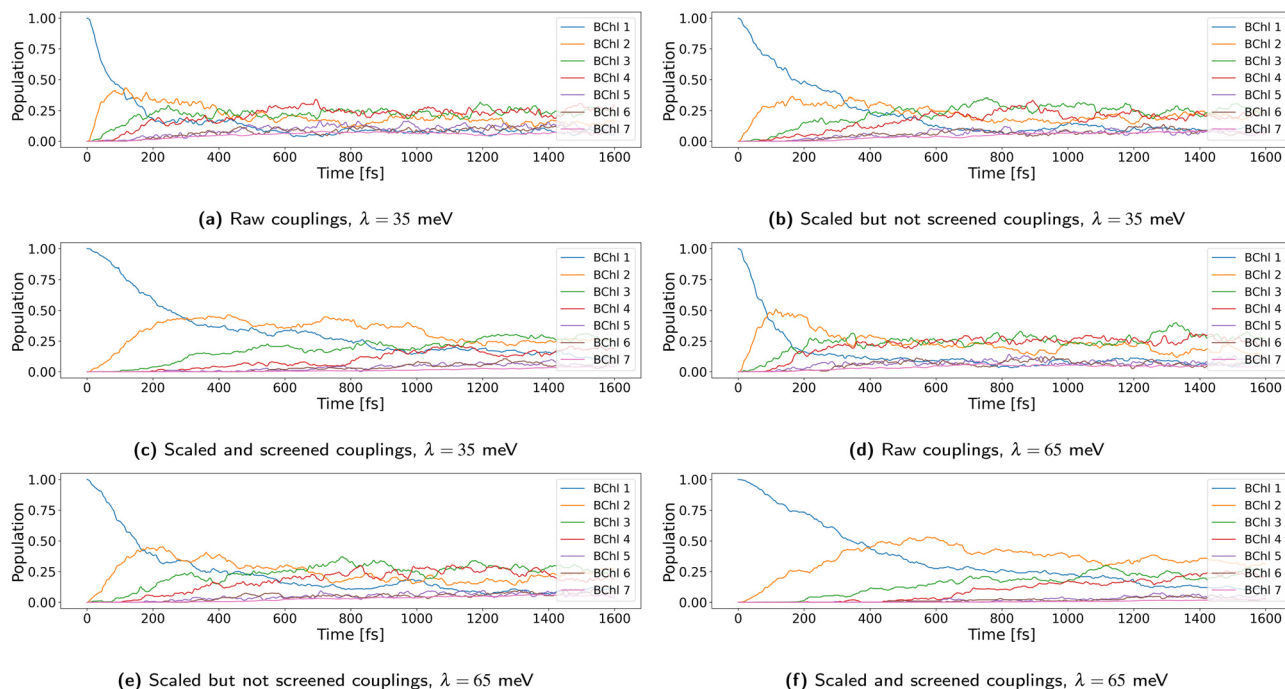 1.00
0.75
0.50
0.25
0.00
Population
BChl 1
BChl 2
BChl 3
BChl 4
BChl 5
BChl 6
BChl 7
0 200 400 600 800 1000 1200 1400 1600
Time [fs]
(a) Raw couplings, λ = 35 meV
1.00
0.75
0.50
0.25
0.00
Population
BChl 1
BChl 2
BChl 3
BChl 4
BChl 5
BChl 6
BChl 7
0 200 400 600 800 1000 1200 1400 1600
Time [fs]
(b) Scaled but not screened couplings, λ = 35 meV
1.00
0.75
0.50
0.25
0.00
Population
BChl 1
BChl 2
BChl 3
BChl 4
BChl 5
BChl 6
BChl 7
0 200 400 600 800 1000 1200 1400 1600
Time [fs]
(c) Scaled and screened couplings, λ = 35 meV
1.00
0.75
0.50
0.25
0.00
Population
BChl 1
BChl 2
BChl 3
BChl 4
BChl 5
BChl 6
BChl 7
0 200 400 600 800 1000 1200 1400 1600
Time [fs]
(d) Raw couplings, λ = 65 meV
1.00
0.75
0.50
0.25
0.00
Population
BChl 1
BChl 2
BChl 3
BChl 4
BChl 5
BChl 6
BChl 7
0 200 400 600 800 1000 1200 1400 1600
Time [fs]
(e) Scaled but not screened couplings, λ = 65 meV
1.00
0.75
0.50
0.25
0.00
Population
BChl 1
BChl 2
BChl 3
BChl 4
BChl 5
BChl 6
BChl 7
0 200 400 600 800 1000 1200 1400 1600
Time [fs]
(f) Scaled and screened couplings, λ = 65 meV